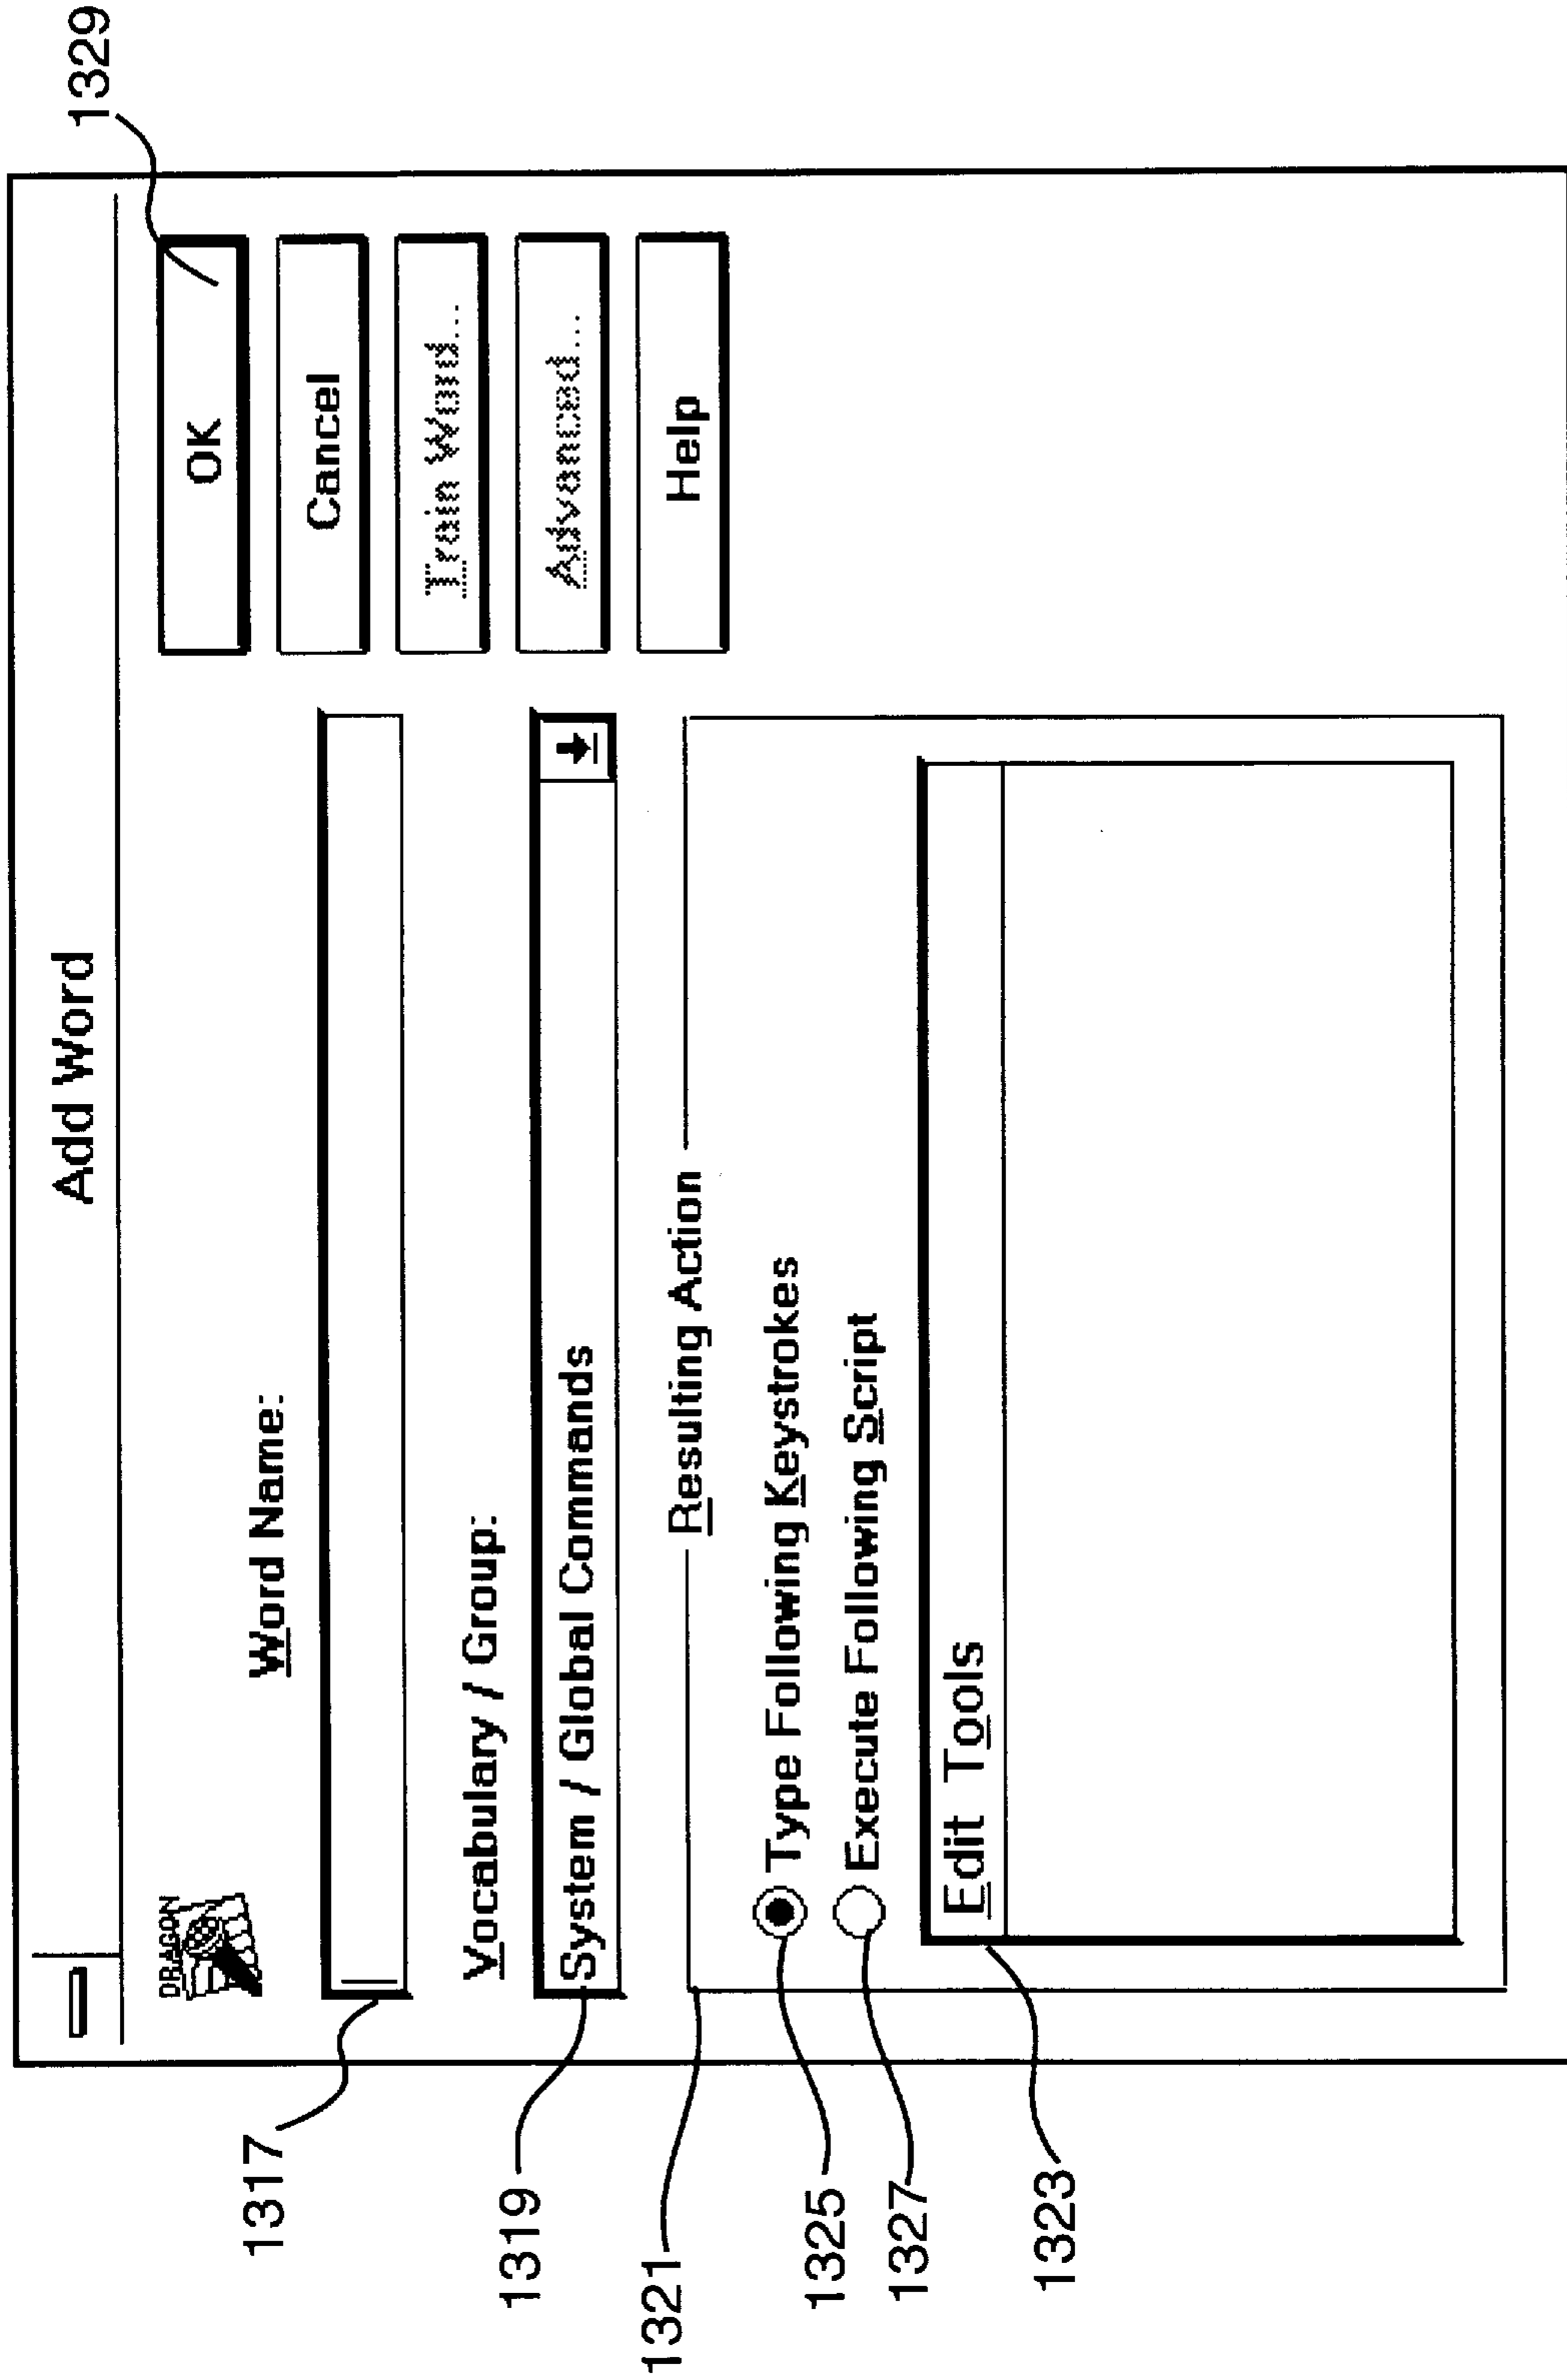 Add Word
DRAGON
Word Name:
1317
Vocabulary / Group:
1319
System / Global Commands
1321
Resulting Action
1325
Type Following Keystrokes
1327
Execute Following Script
1323
Edit Tools
1329
OK
Cancel
Train Word...
Advanced...
Help